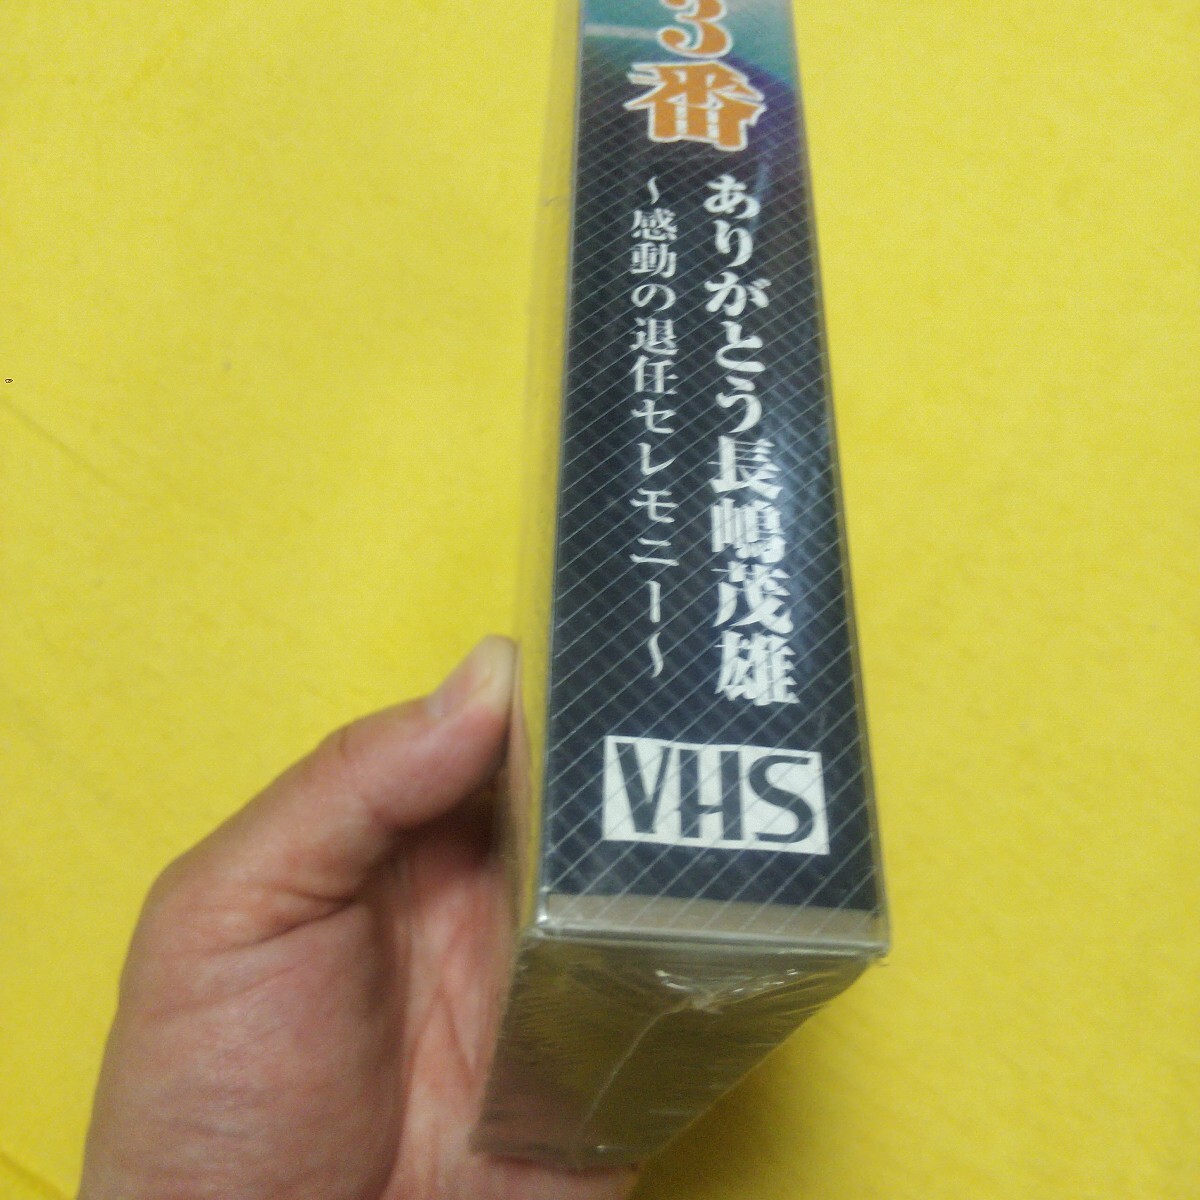 3番
ありがとう長嶋茂雄
～感動の退任セレモニー～
VHS